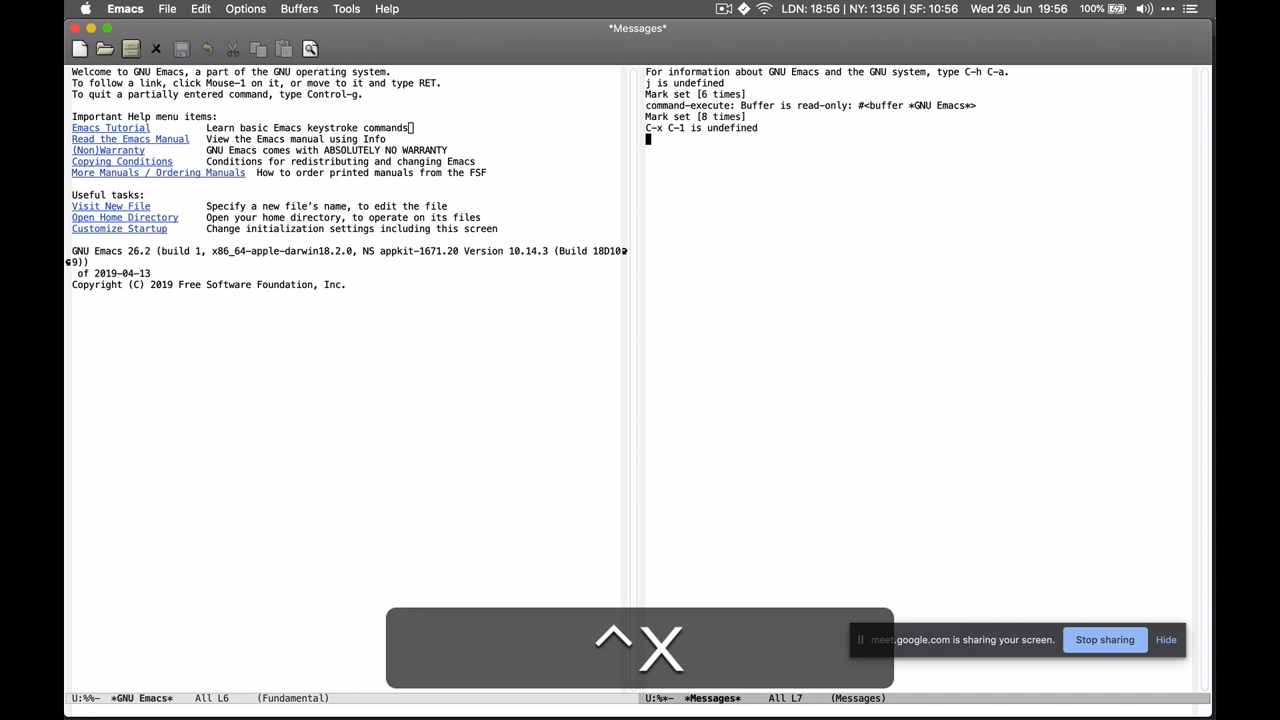 Emacs File Edit Options Buffers Tools Help
LDN: 18:56 | NY: 13:56 | SF: 10:56 Wed 26 Jun 19:56 100%
*Messages*
Welcome to GNU Emacs, a part of the GNU operating system.
To follow a link, click Mouse-1 on it, or move to it and type RET.
To quit a partially entered command, type Control-g.
Important Help menu items:
Emacs Tutorial Learn basic Emacs keystroke commands
Read the Emacs Manual View the Emacs manual using Info
(Non)Warranty GNU Emacs comes with ABSOLUTELY NO WARRANTY
Copying Conditions Conditions for redistributing and changing Emacs
More Manuals / Ordering Manuals How to order printed manuals from the FSF
Useful tasks:
Visit New File Specify a new file’s name, to edit the file
Open Home Directory Open your home directory, to operate on its files
Customize Startup Change initialization settings including this screen
GNU Emacs 26.2 (build 1, x86_64-apple-darwin18.2.0, NS appkit-1671.20 Version 10.14.3 (Build 18D10
9))
of 2019-04-13
Copyright (C) 2019 Free Software Foundation, Inc.
For information about GNU Emacs and the GNU system, type C-h C-a.
j is undefined
Mark set [6 times]
command-execute: Buffer is read-only: #<buffer *GNU Emacs*>
Mark set [8 times]
C-x C-1 is undefined
^X
meet.google.com is sharing your screen. Stop sharing Hide
U:%%- *GNU Emacs* All L6 (Fundamental)
U:%*- *Messages* All L7 (Messages)